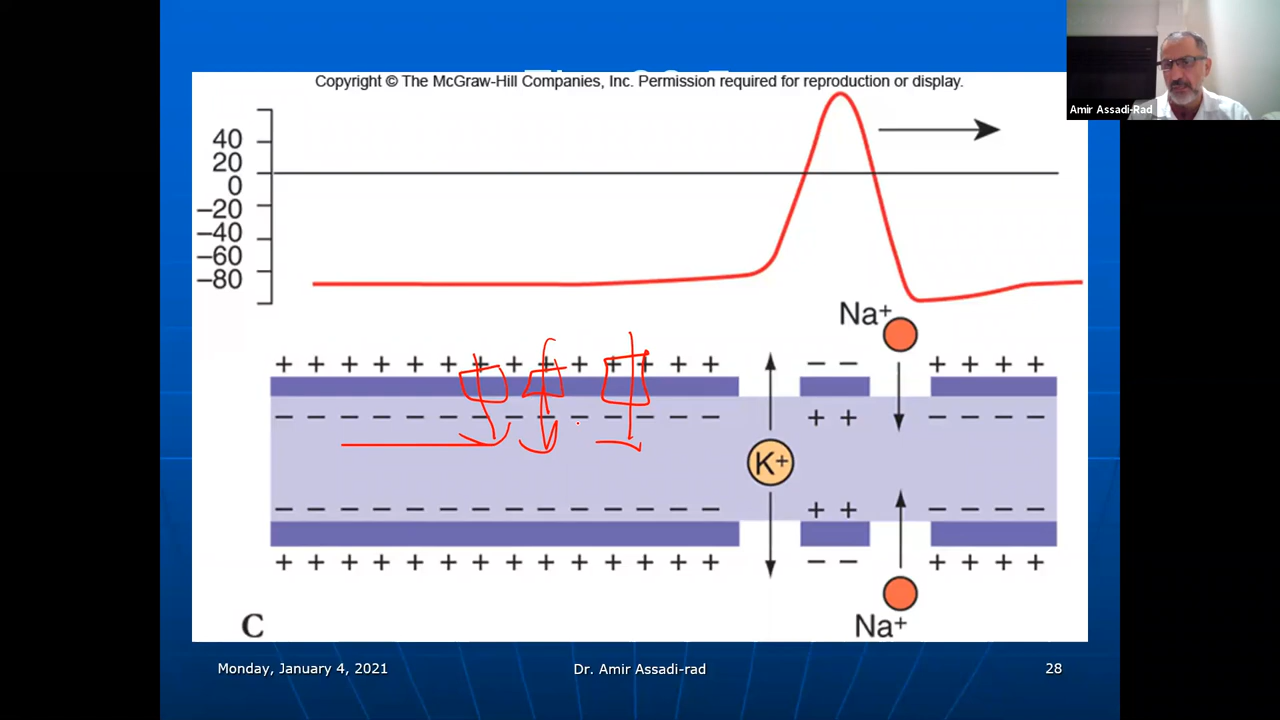 Copyright © The McGraw-Hill Companies, Inc. Permission required for reproduction or display.
Amir Assadi-Rad
40
20
0
–20
–40
–60
–80
Na+
+ + + + + + + + + + + + + + – – + + + +
– – – – – – – – – – – – – – + + – – – –
K+
– – – – – – – – – – – – – – + + – – – –
+ + + + + + + + + + + + + + – – + + + +
Na+
C
Monday, January 4, 2021 Dr. Amir Assadi-rad 28